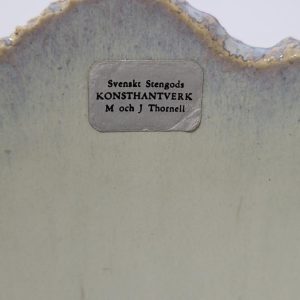 Svenskt Stengods
KONSTHANTVERK
M och J Thornell